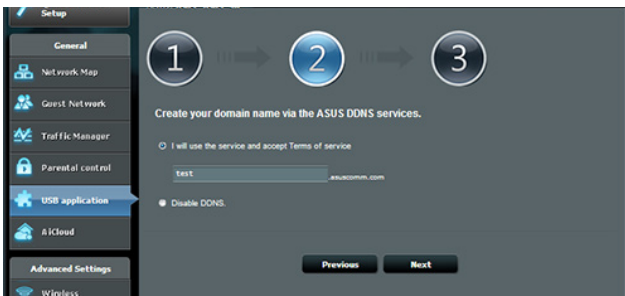 Setup
General
Network Map
Guest Network
Traffic Manager
Parental control
USB application
AiCloud
Advanced Settings
Wireless
1
2
3
Create your domain name via the ASUS DDNS services.
I will use the service and accept Terms of service
test .asuscomm.com
Disable DDNS.
Previous Next